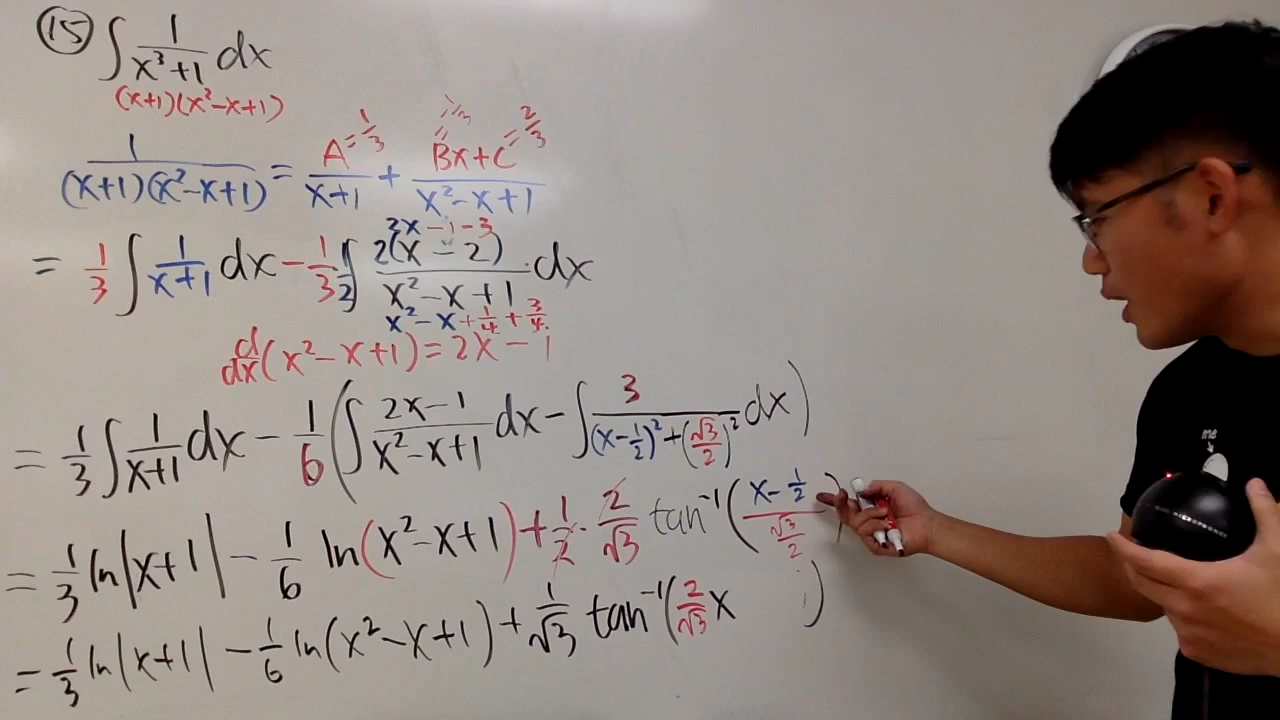 ⑮ ∫ 1/(x³+1) dx
(x+1)(x²-x+1)
1/((x+1)(x²-x+1)) = A/(x+1) + (Bx+C)/(x²-x+1)
=1/3
=2/3
2x-1-3
= 1/3 ∫ 1/(x+1) dx - 1/3 · 1/2 ∫ 2(x-2)/(x²-x+1) dx
x²-x+1/4+3/4
d/dx(x²-x+1) = 2x-1
= 1/3 ∫ 1/(x+1) dx - 1/6 (∫ (2x-1)/(x²-x+1) dx - ∫ 3/((x-1/2)²+(√3/2)²) dx)
= 1/3 ln|x+1| - 1/6 ln(x²-x+1) + 1/2 · 2/√3 tan⁻¹((x-1/2)/(√3/2))
= 1/3 ln|x+1| - 1/6 ln(x²-x+1) + 1/√3 tan⁻¹(2/√3 x )
me